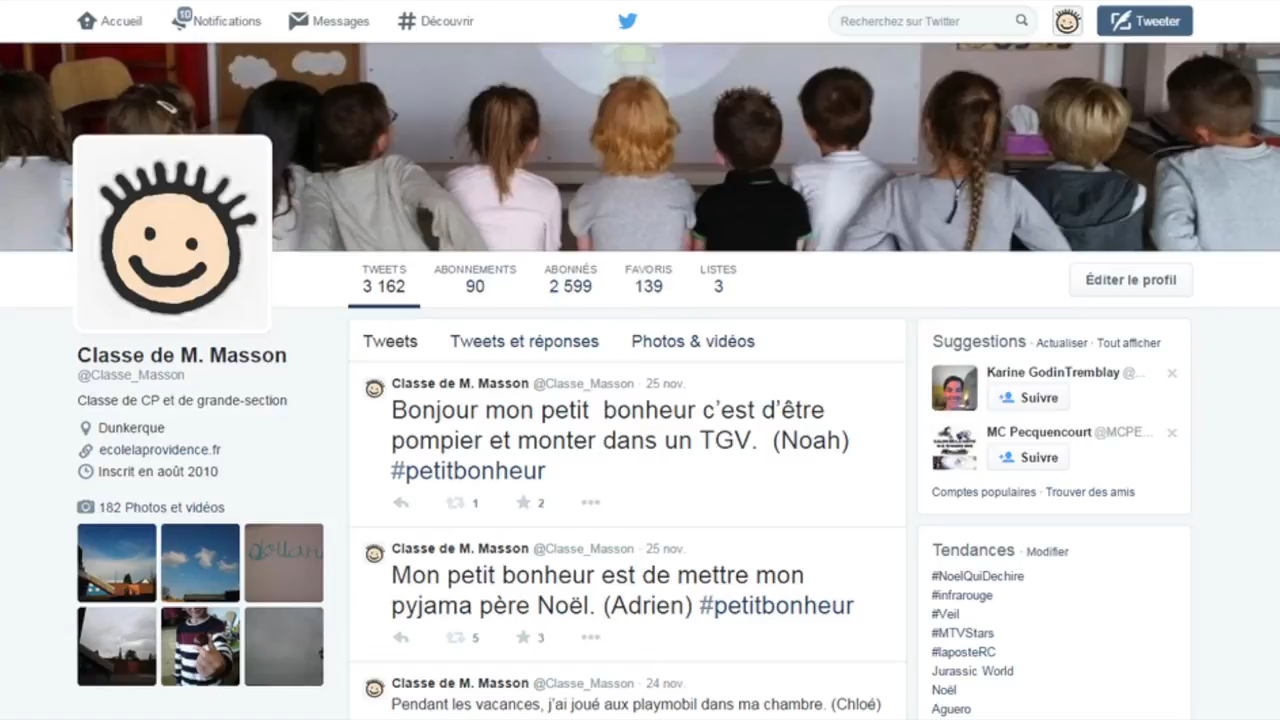 Accueil
10
Notifications
Messages
Découvrir
Recherchez sur Twitter
Tweeter
TWEETS
3 162
ABONNEMENTS
90
ABONNÉS
2 599
FAVORIS
139
LISTES
3
Éditer le profil
Classe de M. Masson
@Classe_Masson
Classe de CP et de grande-section
Dunkerque
ecolelaprovidence.fr
Inscrit en août 2010
182 Photos et vidéos
dollar
Tweets
Tweets et réponses
Photos & vidéos
Classe de M. Masson @Classe_Masson · 25 nov.
Bonjour mon petit bonheur c'est d'être
pompier et monter dans un TGV. (Noah)
#petitbonheur
1
2
Classe de M. Masson @Classe_Masson · 25 nov.
Mon petit bonheur est de mettre mon
pyjama père Noël. (Adrien) #petitbonheur
5
3
Classe de M. Masson @Classe_Masson · 24 nov.
Pendant les vacances, j'ai joué aux playmobil dans ma chambre. (Chloé)
Suggestions · Actualiser · Tout afficher
Karine GodinTremblay @...
Suivre
MC Pecquencourt @MCPE...
Suivre
Comptes populaires · Trouver des amis
Tendances · Modifier
#NoelQuiDechire
#infrarouge
#Veil
#MTVStars
#laposteRC
Jurassic World
Noël
Aguero